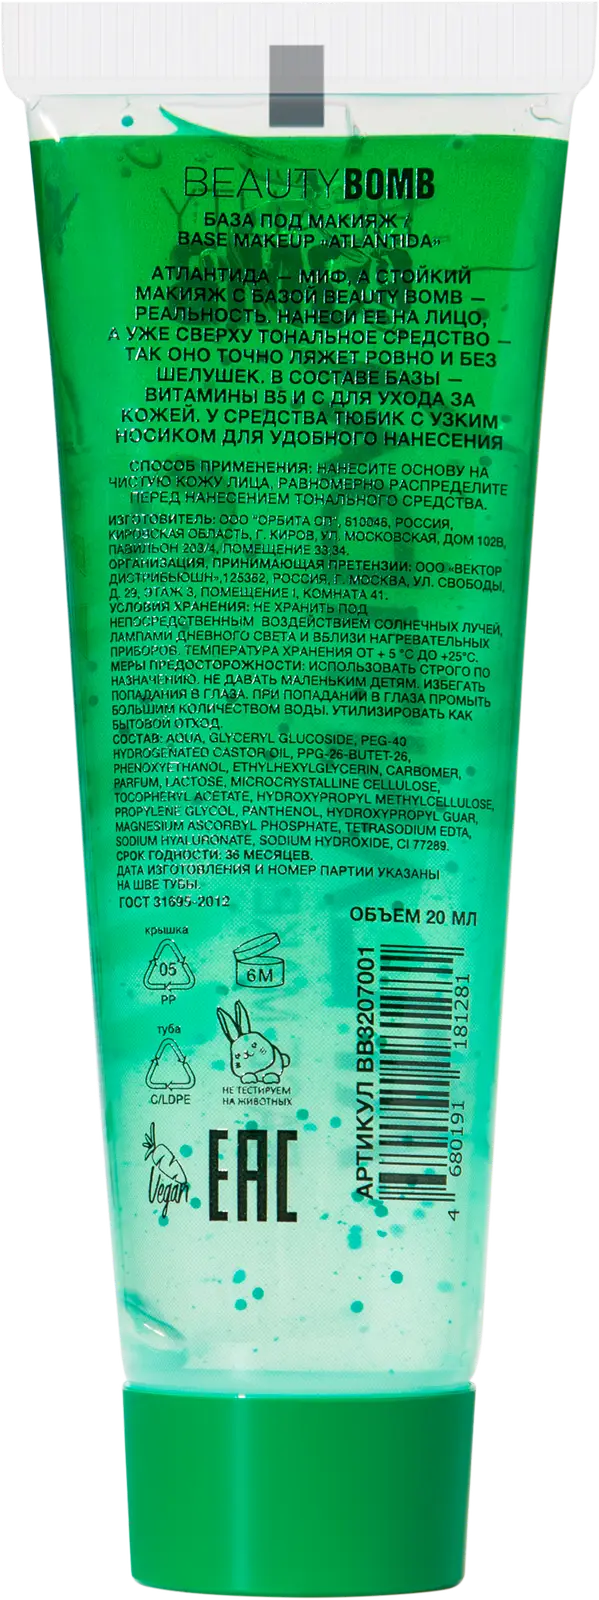 BEAUTYBOMB
БАЗА ПОД МАКИЯЖ /
BASE MAKEUP «ATLANTIDA»
АТЛАНТИДА – МИФ, А СТОЙКИЙ
МАКИЯЖ С БАЗОЙ BEAUTY BOMB –
РЕАЛЬНОСТЬ. НАНЕСИ ЕЕ НА ЛИЦО,
А УЖЕ СВЕРХУ ТОНАЛЬНОЕ СРЕДСТВО –
ТАК ОНО ТОЧНО ЛЯЖЕТ РОВНО И БЕЗ
ШЕЛУШЕК. В СОСТАВЕ БАЗЫ –
ВИТАМИНЫ B5 И C ДЛЯ УХОДА ЗА
КОЖЕЙ. У СРЕДСТВА ТЮБИК С УЗКИМ
НОСИКОМ ДЛЯ УДОБНОГО НАНЕСЕНИЯ
СПОСОБ ПРИМЕНЕНИЯ: НАНЕСИТЕ ОСНОВУ НА
ЧИСТУЮ КОЖУ ЛИЦА, РАВНОМЕРНО РАСПРЕДЕЛИТЕ
ПЕРЕД НАНЕСЕНИЕМ ТОНАЛЬНОГО СРЕДСТВА.
ИЗГОТОВИТЕЛЬ: ООО "ОРБИТА СП", 610046, РОССИЯ,
КИРОВСКАЯ ОБЛАСТЬ, Г. КИРОВ, УЛ. МОСКОВСКАЯ, ДОМ 102В,
ПАВИЛЬОН 203/4, ПОМЕЩЕНИЕ 33,34.
ОРГАНИЗАЦИЯ, ПРИНИМАЮЩАЯ ПРЕТЕНЗИИ: ООО «ВЕКТОР
ДИСТРИБЬЮШН»,125362, РОССИЯ, Г. МОСКВА, УЛ. СВОБОДЫ,
Д. 29, ЭТАЖ 3, ПОМЕЩЕНИЕ I, КОМНАТА 41.
УСЛОВИЯ ХРАНЕНИЯ: НЕ ХРАНИТЬ ПОД
НЕПОСРЕДСТВЕННЫМ ВОЗДЕЙСТВИЕМ СОЛНЕЧНЫХ ЛУЧЕЙ,
ЛАМПАМИ ДНЕВНОГО СВЕТА И ВБЛИЗИ НАГРЕВАТЕЛЬНЫХ
ПРИБОРОВ. ТЕМПЕРАТУРА ХРАНЕНИЯ ОТ + 5 °C ДО +25°C.
МЕРЫ ПРЕДОСТОРОЖНОСТИ: ИСПОЛЬЗОВАТЬ СТРОГО ПО
НАЗНАЧЕНИЮ. НЕ ДАВАТЬ МАЛЕНЬКИМ ДЕТЯМ. ИЗБЕГАТЬ
ПОПАДАНИЯ В ГЛАЗА. ПРИ ПОПАДАНИИ В ГЛАЗА ПРОМЫТЬ
БОЛЬШИМ КОЛИЧЕСТВОМ ВОДЫ. УТИЛИЗИРОВАТЬ КАК
БЫТОВОЙ ОТХОД.
СОСТАВ: AQUA, GLYCERYL GLUCOSIDE, PEG-40
HYDROGENATED CASTOR OIL, PPG-26-BUTET-26,
PHENOXYETHANOL, ETHYLHEXYLGLYCERIN, CARBOMER,
PARFUM, LACTOSE, MICROCRYSTALLINE CELLULOSE,
TOCOPHERYL ACETATE, HYDROXYPROPYL METHYLCELLULOSE,
PROPYLENE GLYCOL, PANTHENOL, HYDROXYPROPYL GUAR,
MAGNESIUM ASCORBYL PHOSPHATE, TETRASODIUM EDTA,
SODIUM HYALURONATE, SODIUM HYDROXIDE, CI 77289.
СРОК ГОДНОСТИ: 36 МЕСЯЦЕВ.
ДАТА ИЗГОТОВЛЕНИЯ И НОМЕР ПАРТИИ УКАЗАНЫ
НА ШВЕ ТУБЫ.
ГОСТ 31695-2012
ОБЪЕМ 20 МЛ
крышка
05
PP
6M
туба
C/LDPE
НЕ ТЕСТИРУЕМ
НА ЖИВОТНЫХ
Vegan
EAC
АРТИКУЛ BB3207001
4 680191 181281